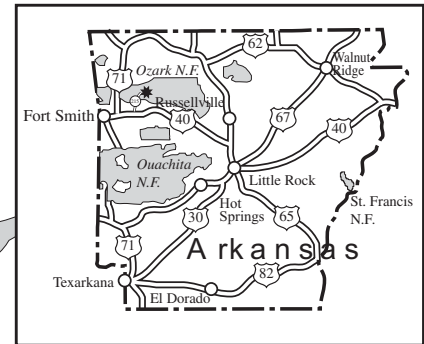 62
Walnut
Ridge
71
Ozark N.F.
Russellville
Fort Smith
40
67
40
Ouachita
N.F.
Little Rock
St. Francis
N.F.
Hot
Springs
30
65
71
Arkansas
82
Texarkana
El Dorado